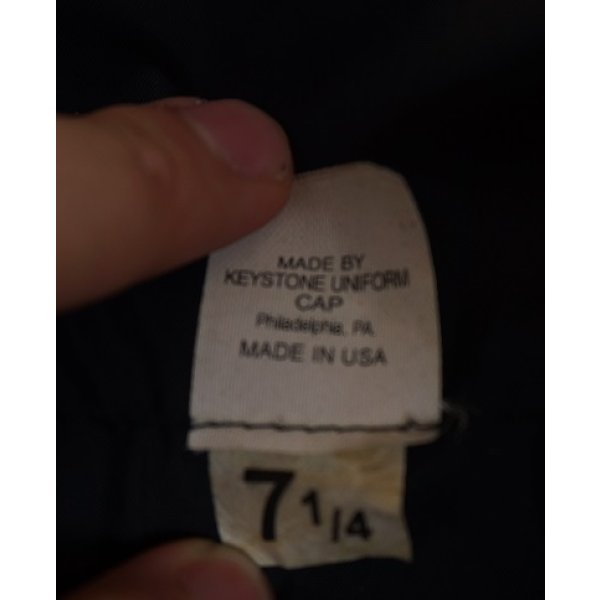 MADE BY
KEYSTONE UNIFORM
CAP
Philadelphia, PA
MADE IN USA
7 1/4